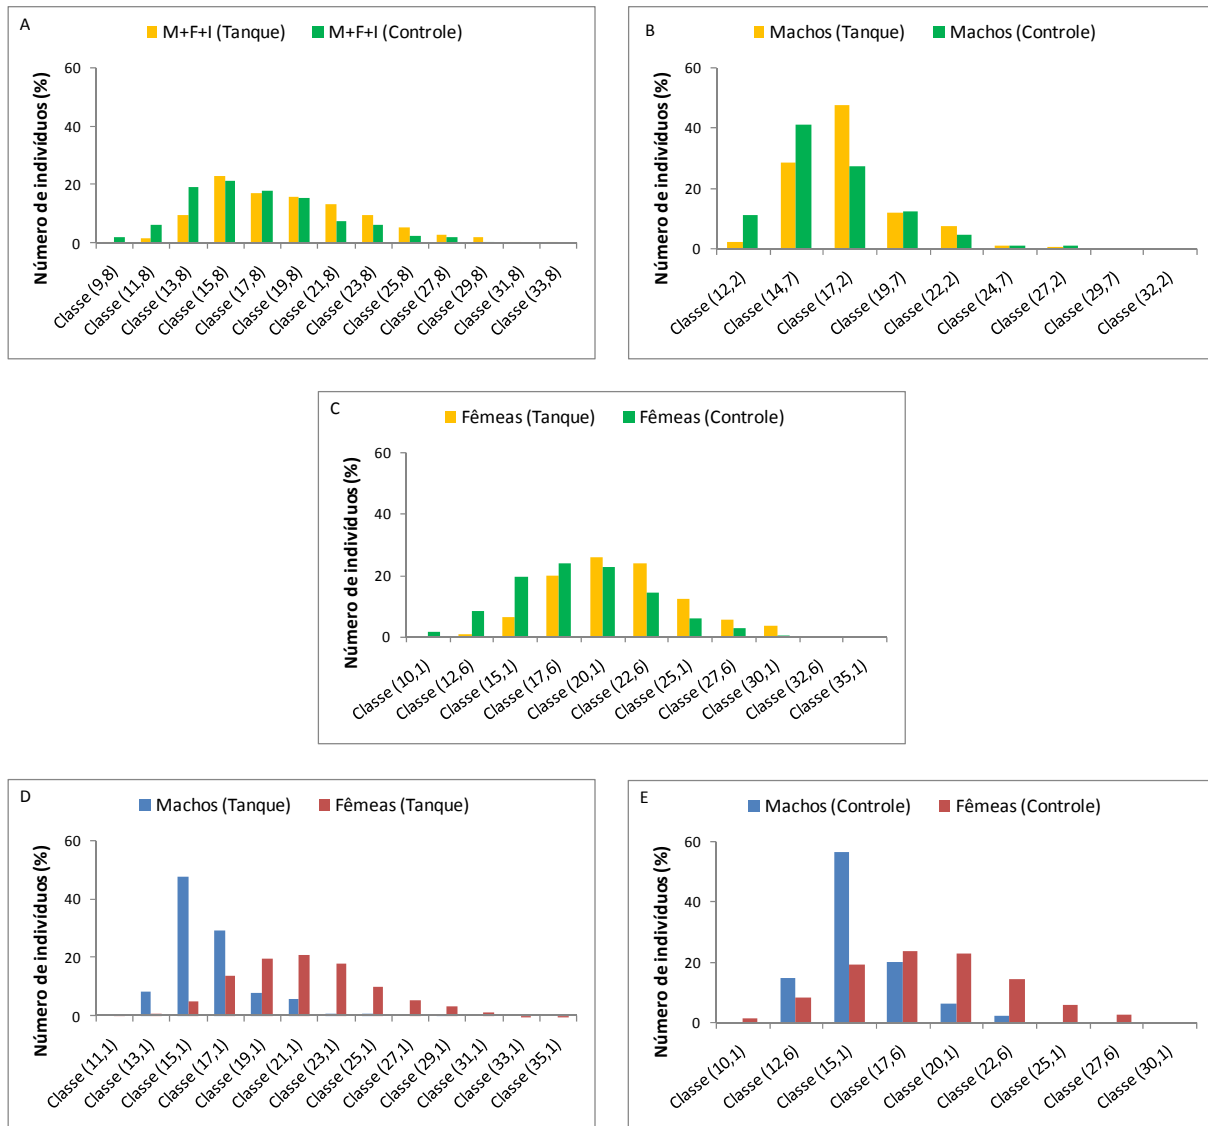 A
M+F+I (Tanque) M+F+I (Controle)
Número de indivíduos (%)
60
40
20
0
Classe (9,8)
Classe (11,8)
Classe (13,8)
Classe (15,8)
Classe (17,8)
Classe (19,8)
Classe (21,8)
Classe (23,8)
Classe (25,8)
Classe (27,8)
Classe (29,8)
Classe (31,8)
Classe (33,8)
B
Machos (Tanque) Machos (Controle)
Número de indivíduos (%)
60
40
20
0
Classe (12,2)
Classe (14,7)
Classe (17,2)
Classe (19,7)
Classe (22,2)
Classe (24,7)
Classe (27,2)
Classe (29,7)
Classe (32,2)
C
Fêmeas (Tanque) Fêmeas (Controle)
Número de indivíduos (%)
60
40
20
0
Classe (10,1)
Classe (12,6)
Classe (15,1)
Classe (17,6)
Classe (20,1)
Classe (22,6)
Classe (25,1)
Classe (27,6)
Classe (30,1)
Classe (32,6)
Classe (35,1)
D
Machos (Tanque) Fêmeas (Tanque)
Número de indivíduos (%)
60
40
20
0
Classe (11,1)
Classe (13,1)
Classe (15,1)
Classe (17,1)
Classe (19,1)
Classe (21,1)
Classe (23,1)
Classe (25,1)
Classe (27,1)
Classe (29,1)
Classe (31,1)
Classe (33,1)
Classe (35,1)
E
Machos (Controle) Fêmeas (Controle)
Número de indivíduos (%)
60
40
20
0
Classe (10,1)
Classe (12,6)
Classe (15,1)
Classe (17,6)
Classe (20,1)
Classe (22,6)
Classe (25,1)
Classe (27,6)
Classe (30,1)